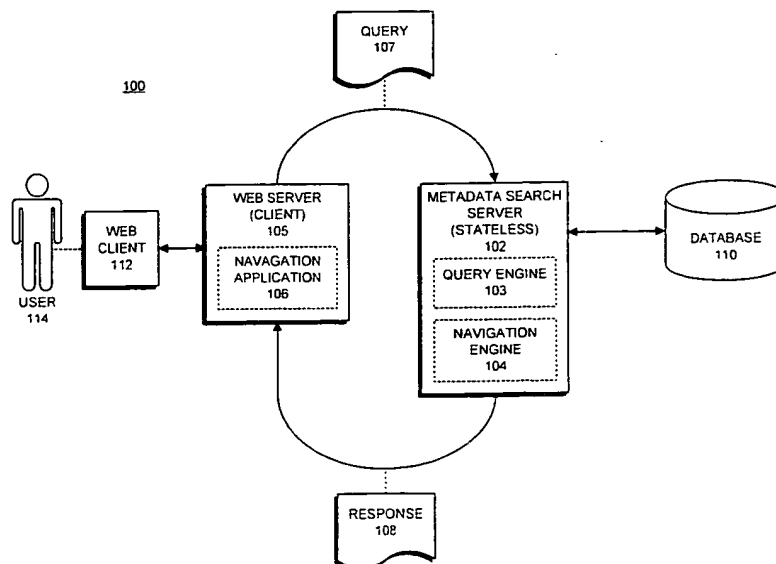 QUERY
107
100
WEB SERVER
(CLIENT)
105
NAVAGATION
APPLICATION
106
METADATA SEARCH
SERVER
(STATELESS)
102
QUERY ENGINE
103
NAVIGATION
ENGINE
104
WEB
CLIENT
112
DATABASE
110
USER
114
RESPONSE
108